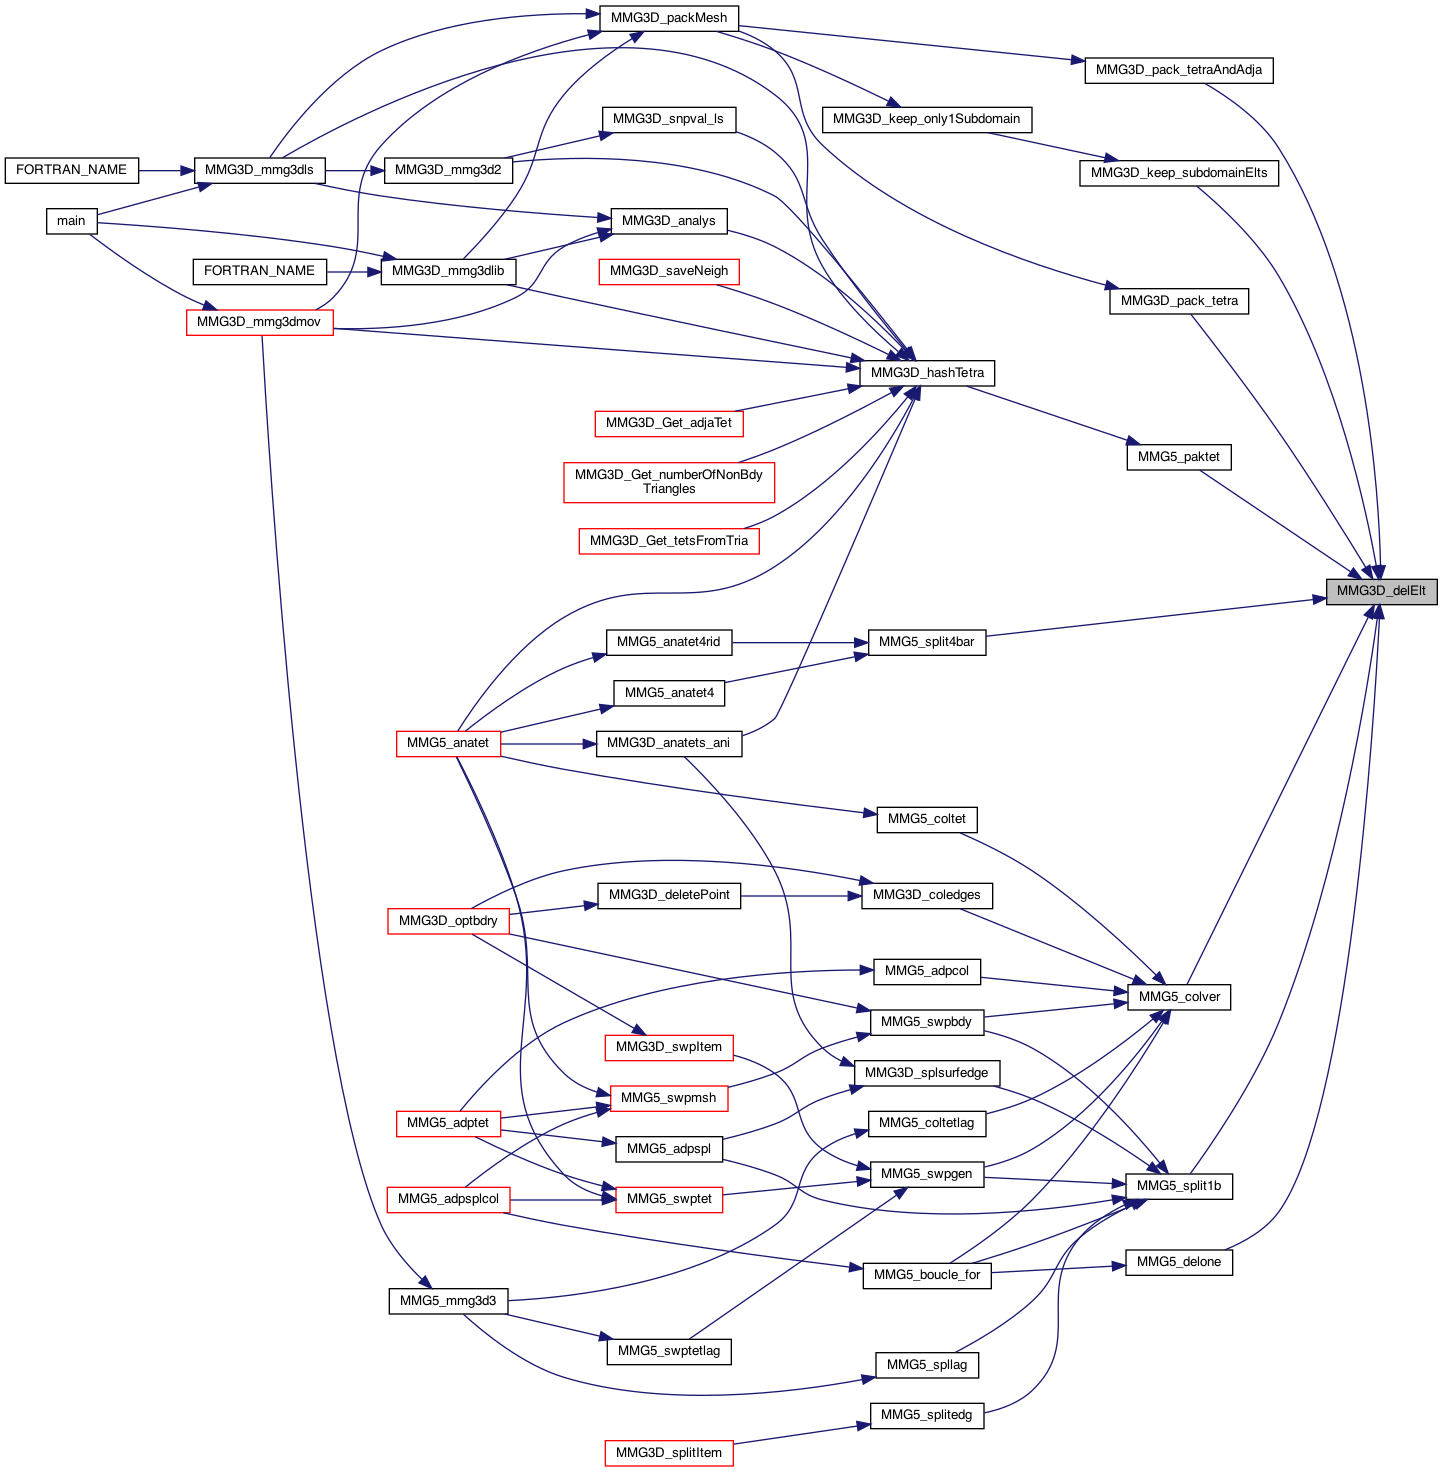 MMG3D_packMesh
MMG3D_pack_tetraAndAdja
MMG3D_snpval_ls
MMG3D_keep_only1Subdomain
FORTRAN_NAME
MMG3D_mmg3dls
MMG3D_mmg3d2
MMG3D_keep_subdomainElts
main
MMG3D_analys
FORTRAN_NAME
MMG3D_mmg3dlib
MMG3D_saveNeigh
MMG3D_pack_tetra
MMG3D_mmg3dmov
MMG3D_hashTetra
MMG3D_Get_adjaTet
MMG5_paktet
MMG3D_Get_numberOfNonBdy
Triangles
MMG3D_Get_tetsFromTria
MMG3D_delElt
MMG5_anatet4rid
MMG5_split4bar
MMG5_anatet4
MMG5_anatet
MMG3D_anatets_ani
MMG5_coltet
MMG3D_optbdry
MMG3D_deletePoint
MMG3D_coledges
MMG5_adpcol
MMG5_colver
MMG5_swpbdy
MMG3D_swpItem
MMG3D_splsurfedge
MMG5_swpmsh
MMG5_adptet
MMG5_coltetlag
MMG5_adpspl
MMG5_swpgen
MMG5_split1b
MMG5_adpsplcol
MMG5_swptet
MMG5_delone
MMG5_boucle_for
MMG5_mmg3d3
MMG5_swptetlag
MMG5_spllag
MMG5_splitedg
MMG3D_splitItem